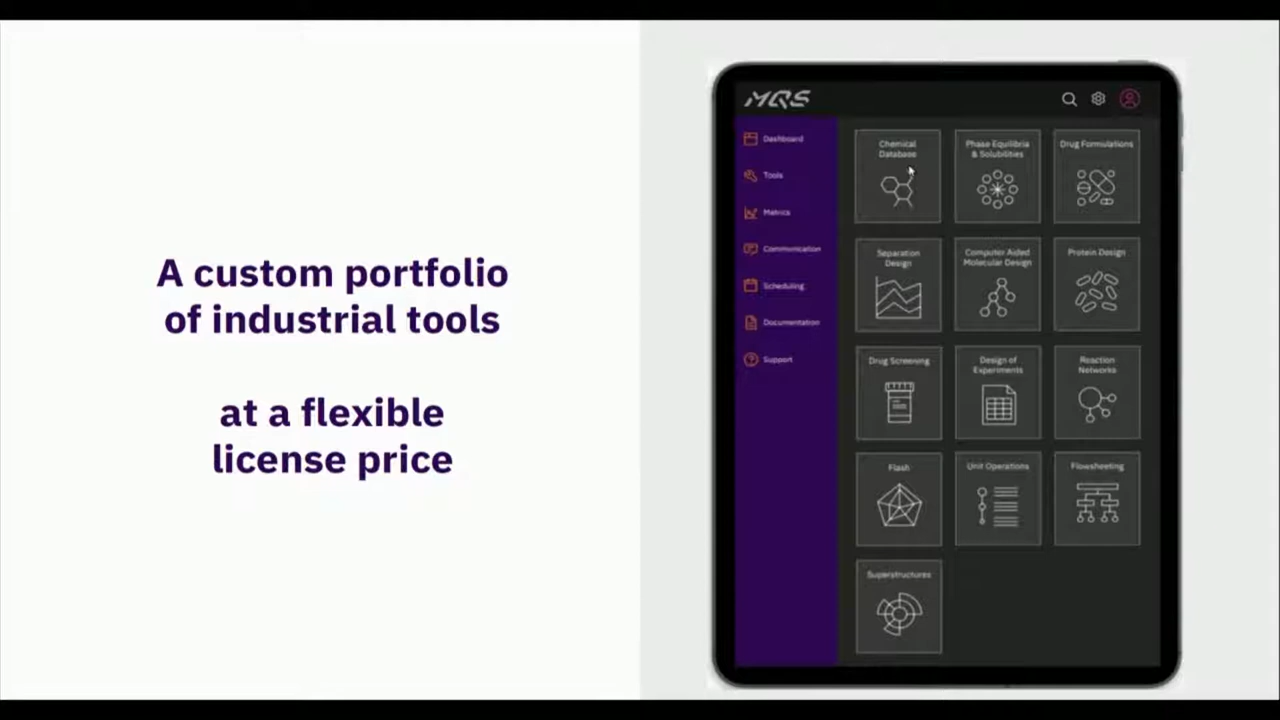 A custom portfolio
of industrial tools
at a flexible
license price
MQS
Dashboard
Tools
Metrics
Communication
Scheduling
Documentation
Support
Chemical
Database
Phase Equilibria
& Solubilities
Drug Formulations
Separation
Design
Computer Aided
Molecular Design
Protein Design
Drug Screening
Design of
Experiments
Reaction
Networks
Flash
Unit Operations
Flowsheeting
Superstructures